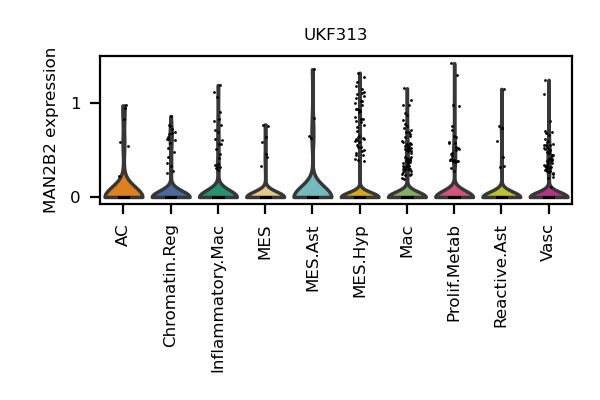 UKF313
MAN2B2 expression
1
0
AC
Chromatin.Reg
Inflammatory.Mac
MES
MES.Ast
MES.Hyp
Mac
Prolif.Metab
Reactive.Ast
Vasc